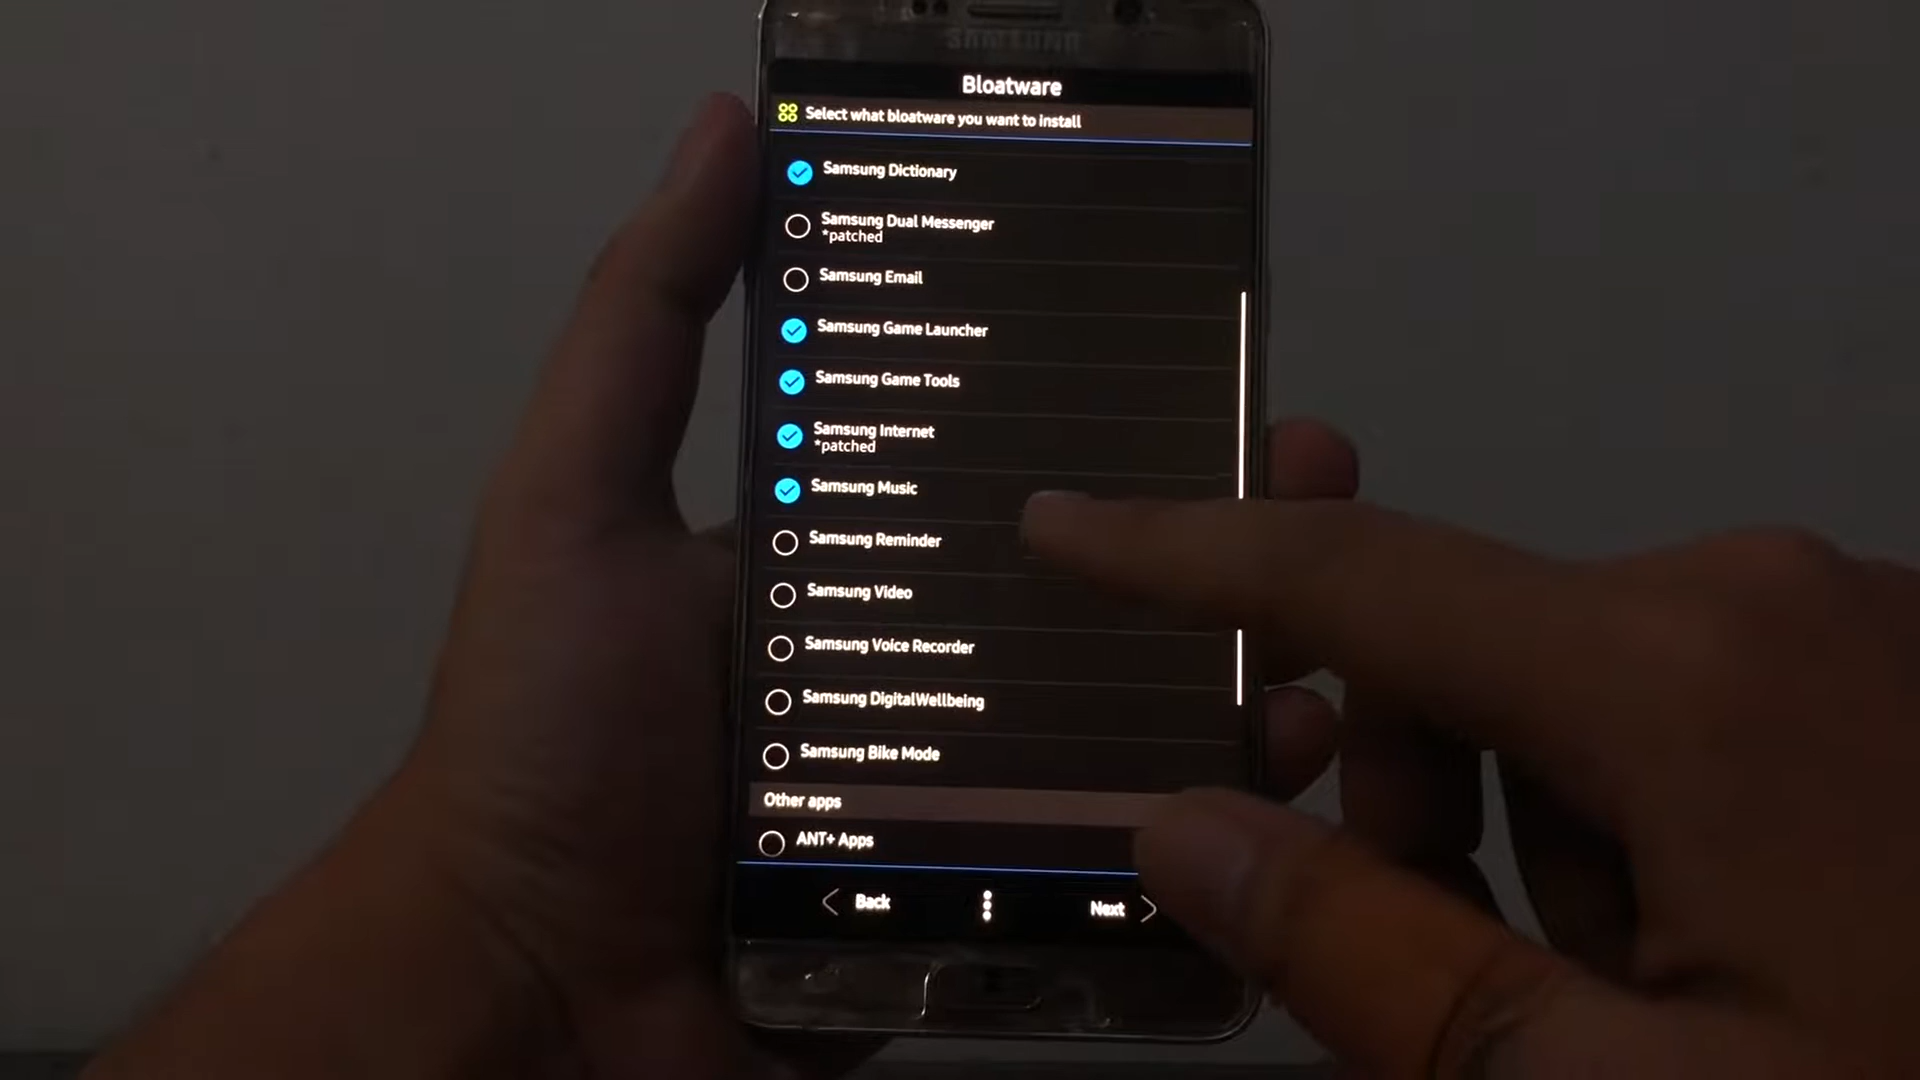 SAMSUNG
Bloatware
Select what bloatware you want to install
Samsung Dictionary
Samsung Dual Messenger
*patched
Samsung Email
Samsung Game Launcher
Samsung Game Tools
Samsung Internet
*patched
Samsung Music
Samsung Reminder
Samsung Video
Samsung Voice Recorder
Samsung DigitalWellbeing
Samsung Bike Mode
Other apps
ANT+ Apps
Back
Next